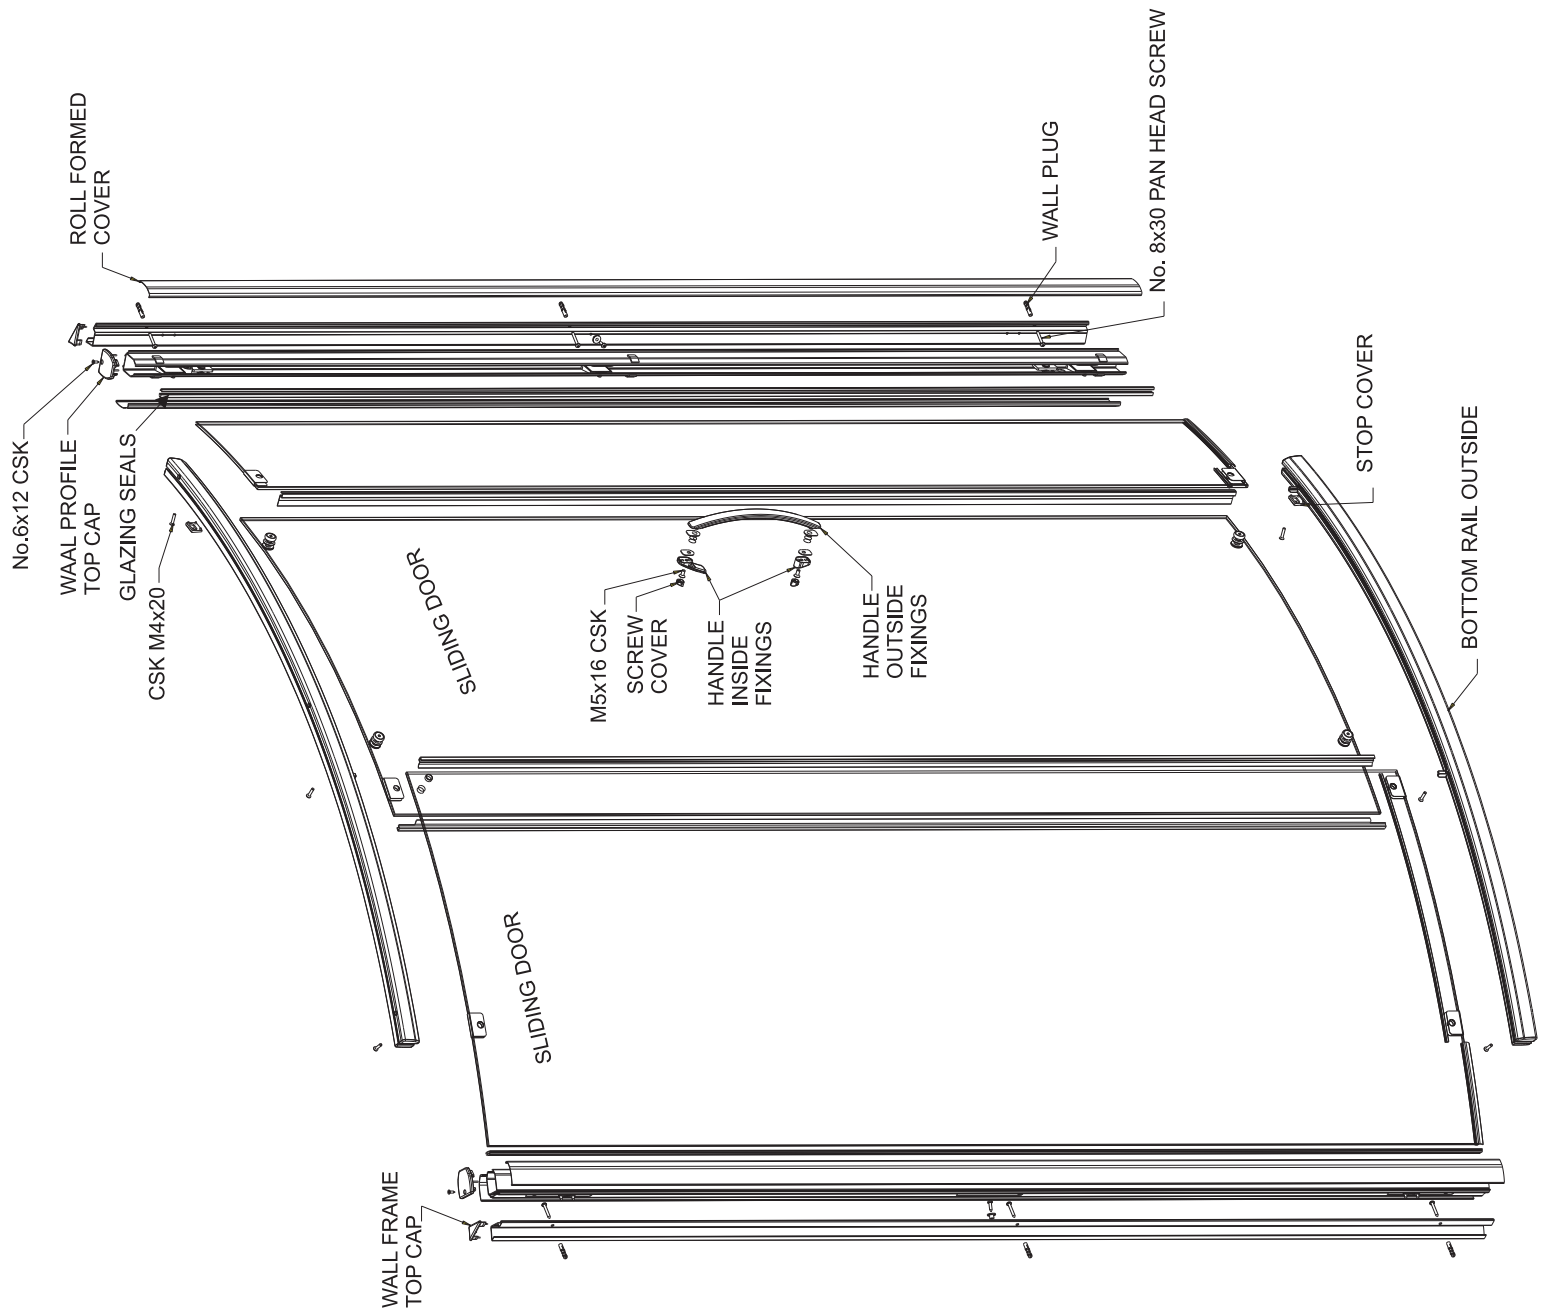 No.6x12 CSK
WAAL PROFILE
TOP CAP
GLAZING SEALS
CSK M4x20
ROLL FORMED
COVER
SLIDING DOOR
M5x16 CSK
SCREW
COVER
HANDLE
INSIDE
FIXINGS
HANDLE
OUTSIDE
FIXINGS
WALL PLUG
No. 8x30 PAN HEAD SCREW
STOP COVER
BOTTOM RAIL OUTSIDE
SLIDING DOOR
WALL FRAME
TOP CAP